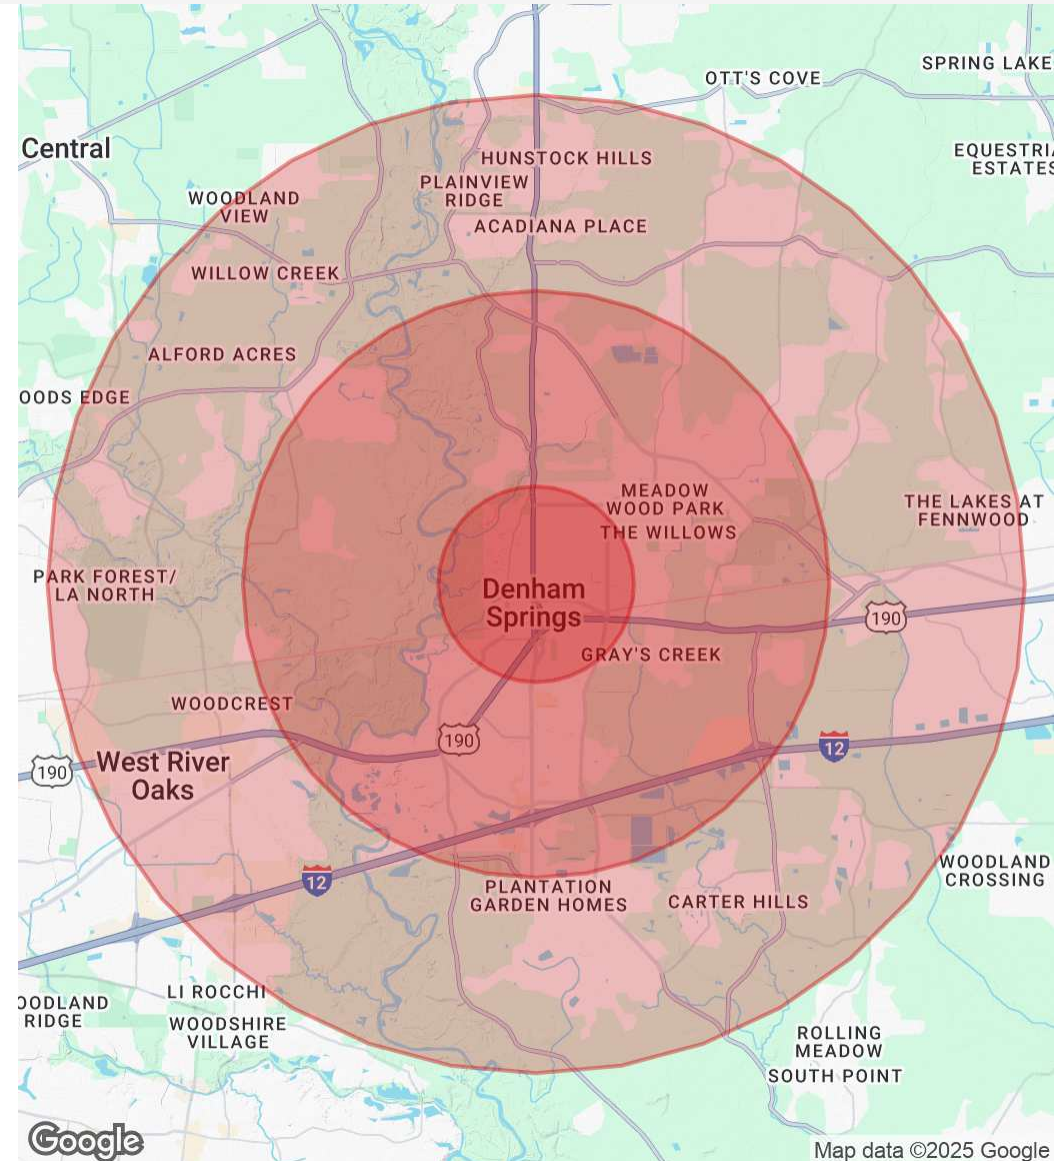 OTT'S COVE
SPRING LAKE
Central
HUNSTOCK HILLS
EQUESTRIA
ESTATES
PLAINVIEW
RIDGE
WOODLAND
VIEW
ACADIANA PLACE
WILLOW CREEK
ALFORD ACRES
OODS EDGE
MEADOW
WOOD PARK
THE WILLOWS
THE LAKES AT
FENNWOOD
PARK FOREST/
LA NORTH
Denham
Springs
190
GRAY'S CREEK
WOODCREST
190
12
190
West River
Oaks
12
PLANTATION
GARDEN HOMES
CARTER HILLS
WOODLAND
CROSSING
LI ROCCHI
OODLAND
RIDGE
WOODSHIRE
VILLAGE
ROLLING
MEADOW
SOUTH POINT
Google
Map data ©2025 Google